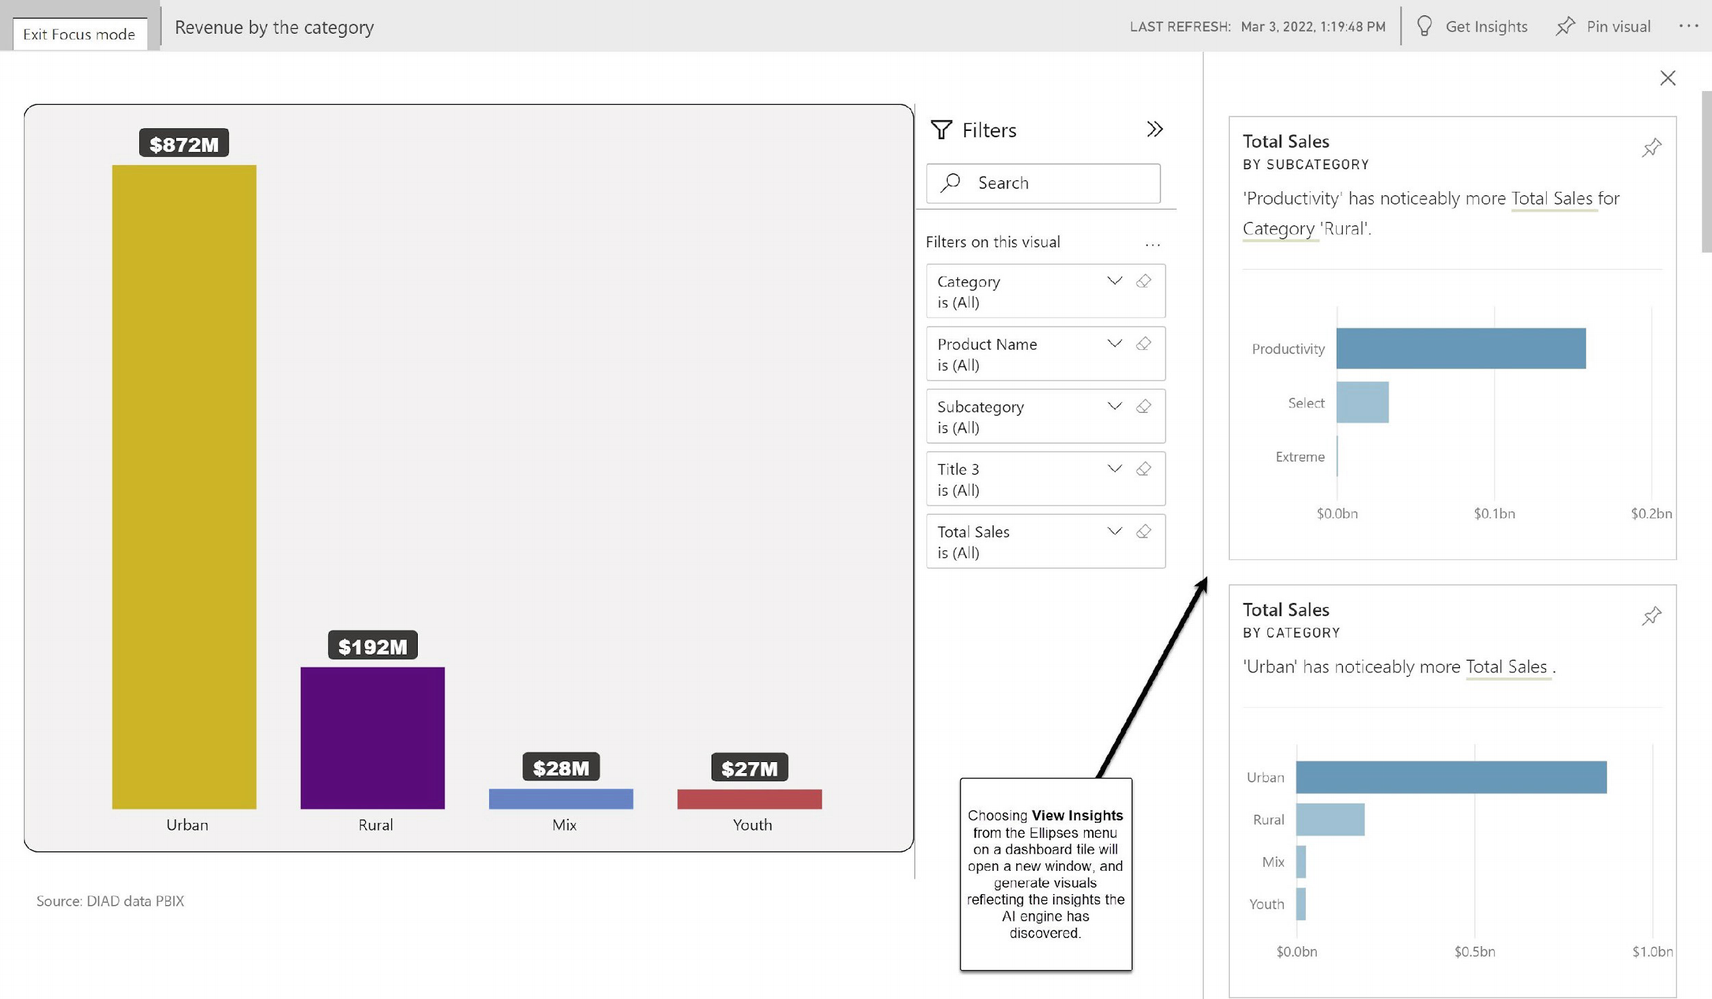 Exit Focus mode
Revenue by the category
LAST REFRESH: Mar 3, 2022, 1:19:48 PM
Get Insights
Pin visual
$872M
$192M
$28M
$27M
Urban
Rural
Mix
Youth
Source: DIAD data PBIX
Filters
Search
Filters on this visual
Category
is (All)
Product Name
is (All)
Subcategory
is (All)
Title 3
is (All)
Total Sales
is (All)
Choosing View Insights
from the Ellipses menu
on a dashboard tile will
open a new window, and
generate visuals
reflecting the insights the
AI engine has
discovered.
Total Sales
BY SUBCATEGORY
'Productivity' has noticeably more Total Sales for
Category 'Rural'.
Productivity
Select
Extreme
$0.0bn
$0.1bn
$0.2bn
Total Sales
BY CATEGORY
'Urban' has noticeably more Total Sales .
Urban
Rural
Mix
Youth
$0.0bn
$0.5bn
$1.0bn